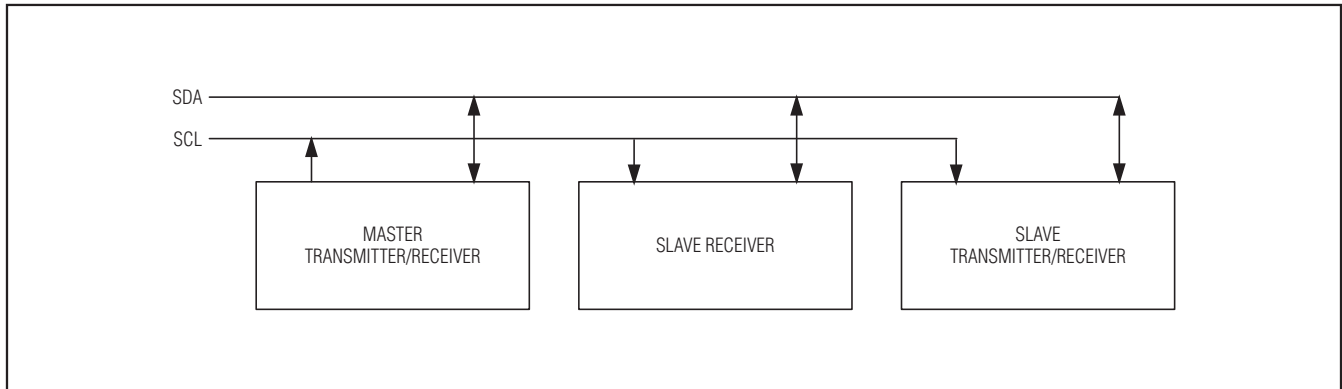 SDA
SCL
MASTER
TRANSMITTER/RECEIVER
SLAVE RECEIVER
SLAVE
TRANSMITTER/RECEIVER